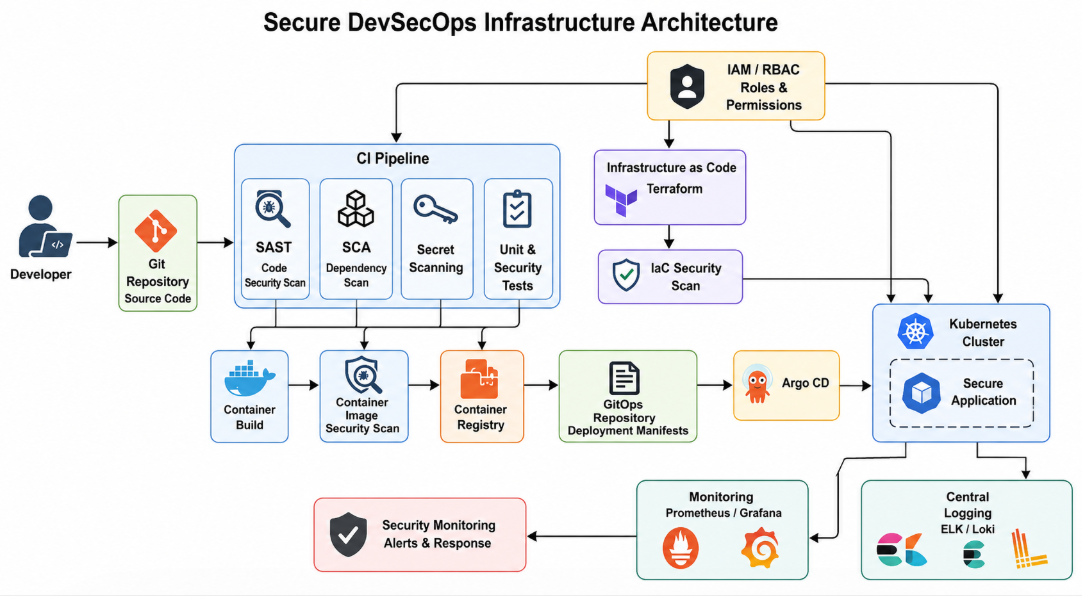 Secure DevSecOps Infrastructure Architecture
IAM / RBAC
Roles &
Permissions
CI Pipeline
SAST
Code
Security Scan
SCA
Dependency
Scan
Secret
Scanning
Unit &
Security
Tests
Infrastructure as Code
Terraform
IaC Security
Scan
Developer
</>
Git
Repository
Source Code
Kubernetes
Cluster
Secure
Application
Container
Build
Container
Image
Security Scan
Container
Registry
GitOps
Repository
Deployment Manifests
Argo CD
Monitoring
Prometheus / Grafana
Central
Logging
ELK / Loki
Security Monitoring
Alerts & Response